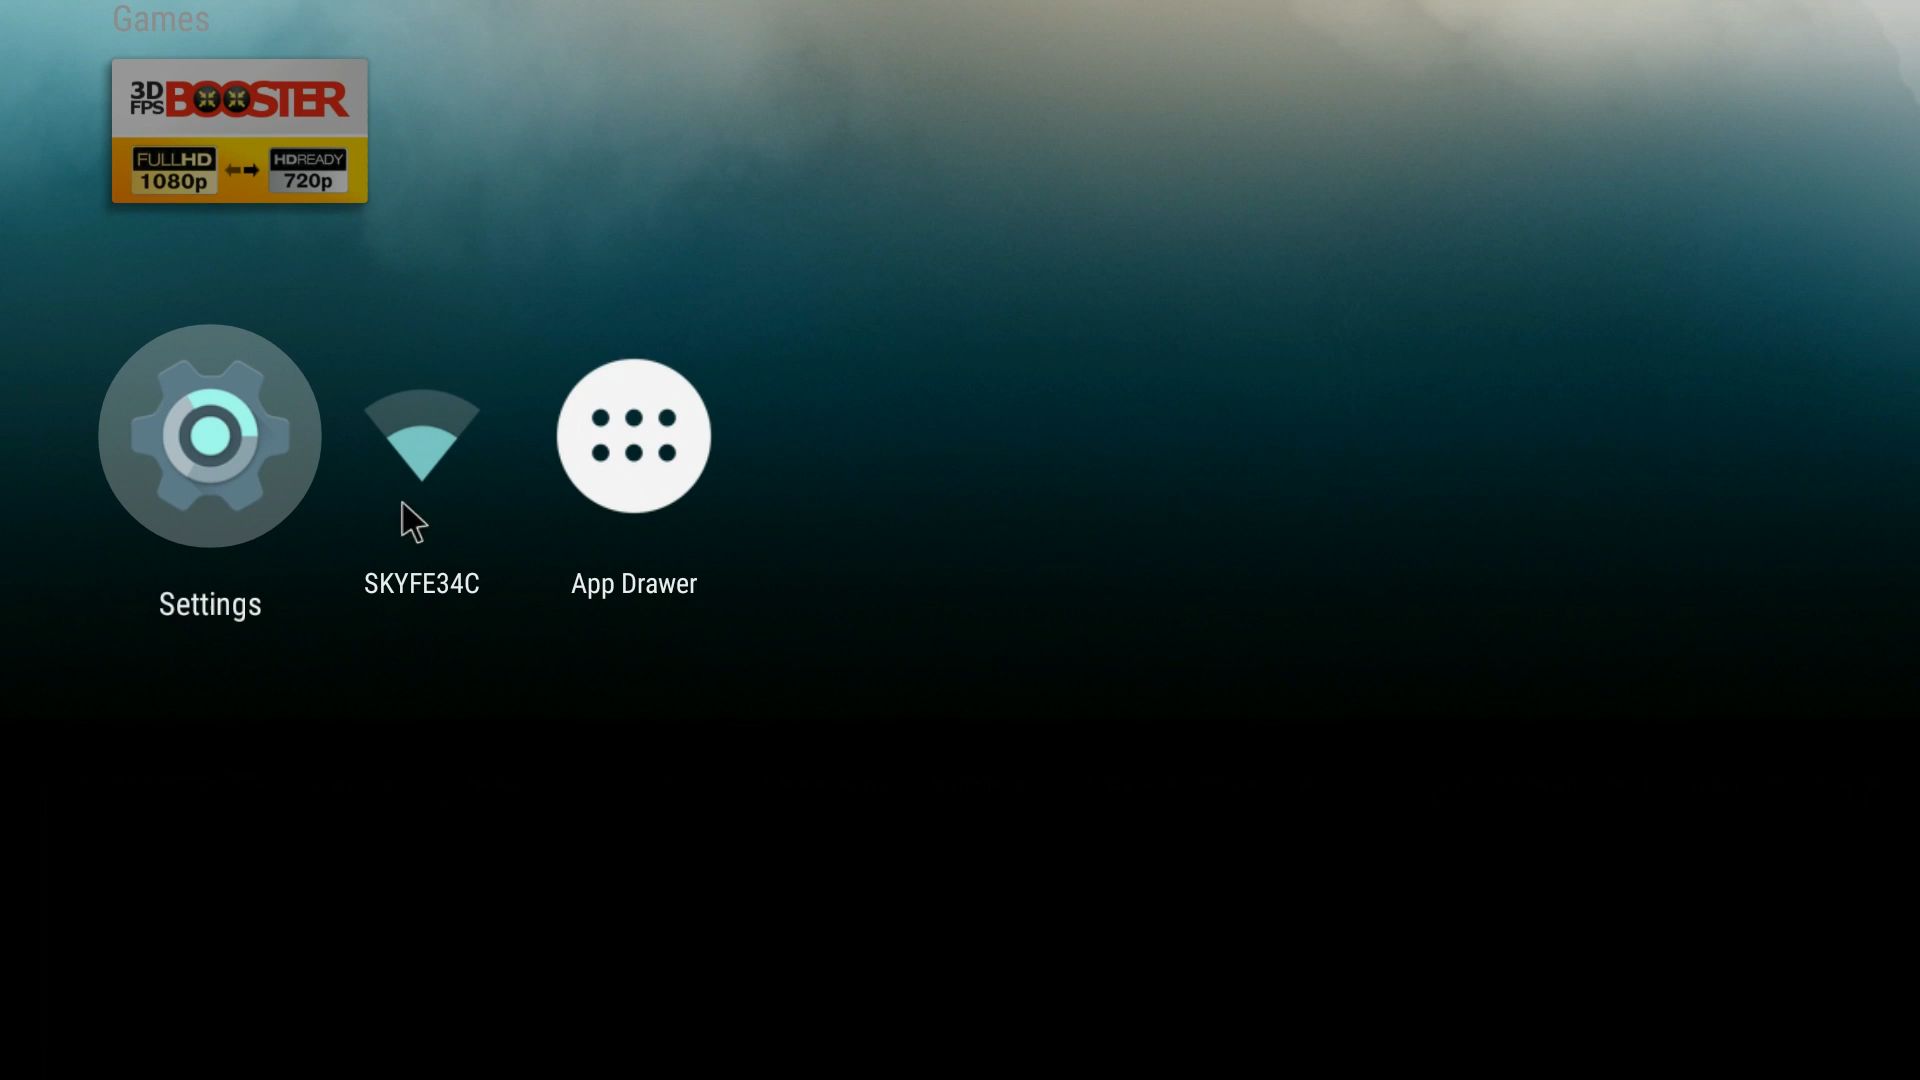 Games
3D FPS BOOSTER
FULLHD 1080p
HDREADY 720p
Settings
SKYFE34C
App Drawer